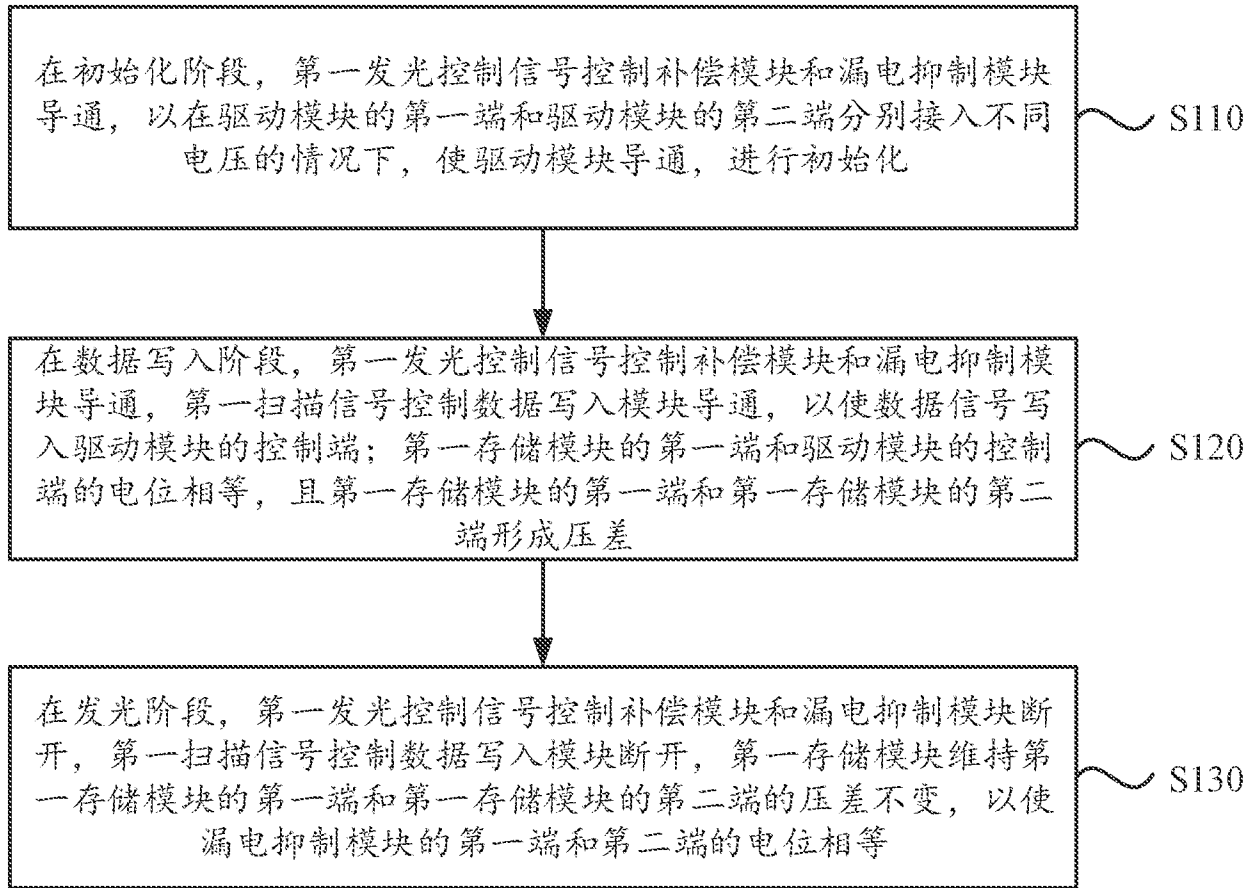 在初始化阶段，第一发光控制信号控制补偿模块和漏电抑制模块
导通，以在驱动模块的第一端和驱动模块的第二端分别接入不同
电压的情况下，使驱动模块导通，进行初始化
S110
在数据写入阶段，第一发光控制信号控制补偿模块和漏电抑制模
块导通，第一扫描信号控制数据写入模块导通，以使数据信号写
入驱动模块的控制端；第一存储模块的第一端和驱动模块的控制
端的电位相等，且第一存储模块的第一端和第一存储模块的第二
端形成压差
S120
在发光阶段，第一发光控制信号控制补偿模块和漏电抑制模块断
开，第一扫描信号控制数据写入模块断开，第一存储模块维持第
一存储模块的第一端和第一存储模块的第二端的压差不变，以使
漏电抑制模块的第一端和第二端的电位相等
S130